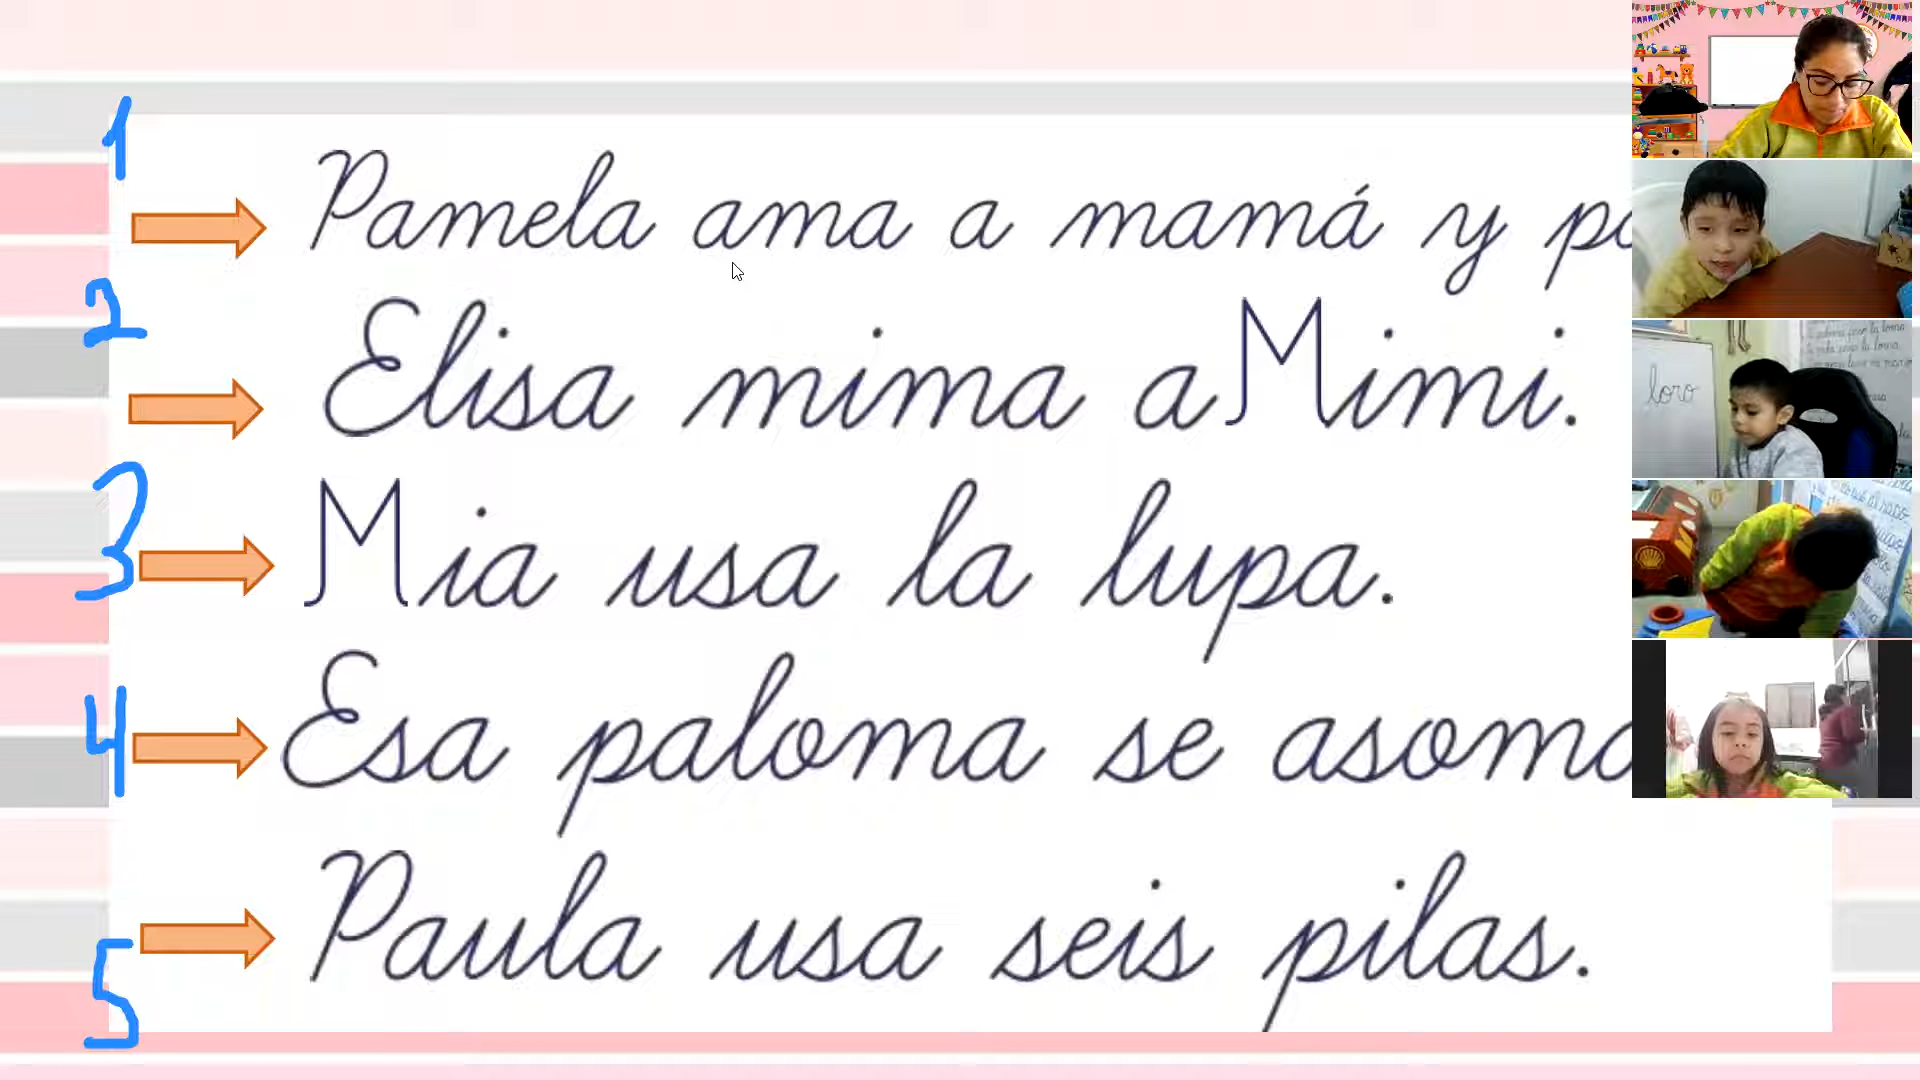 1
Pamela ama a mamá y
2
Elisa mima a Mimi.
3
Mia usa la lupa.
4
Esa paloma se asoma
5
Paula usa seis pilas.
loro